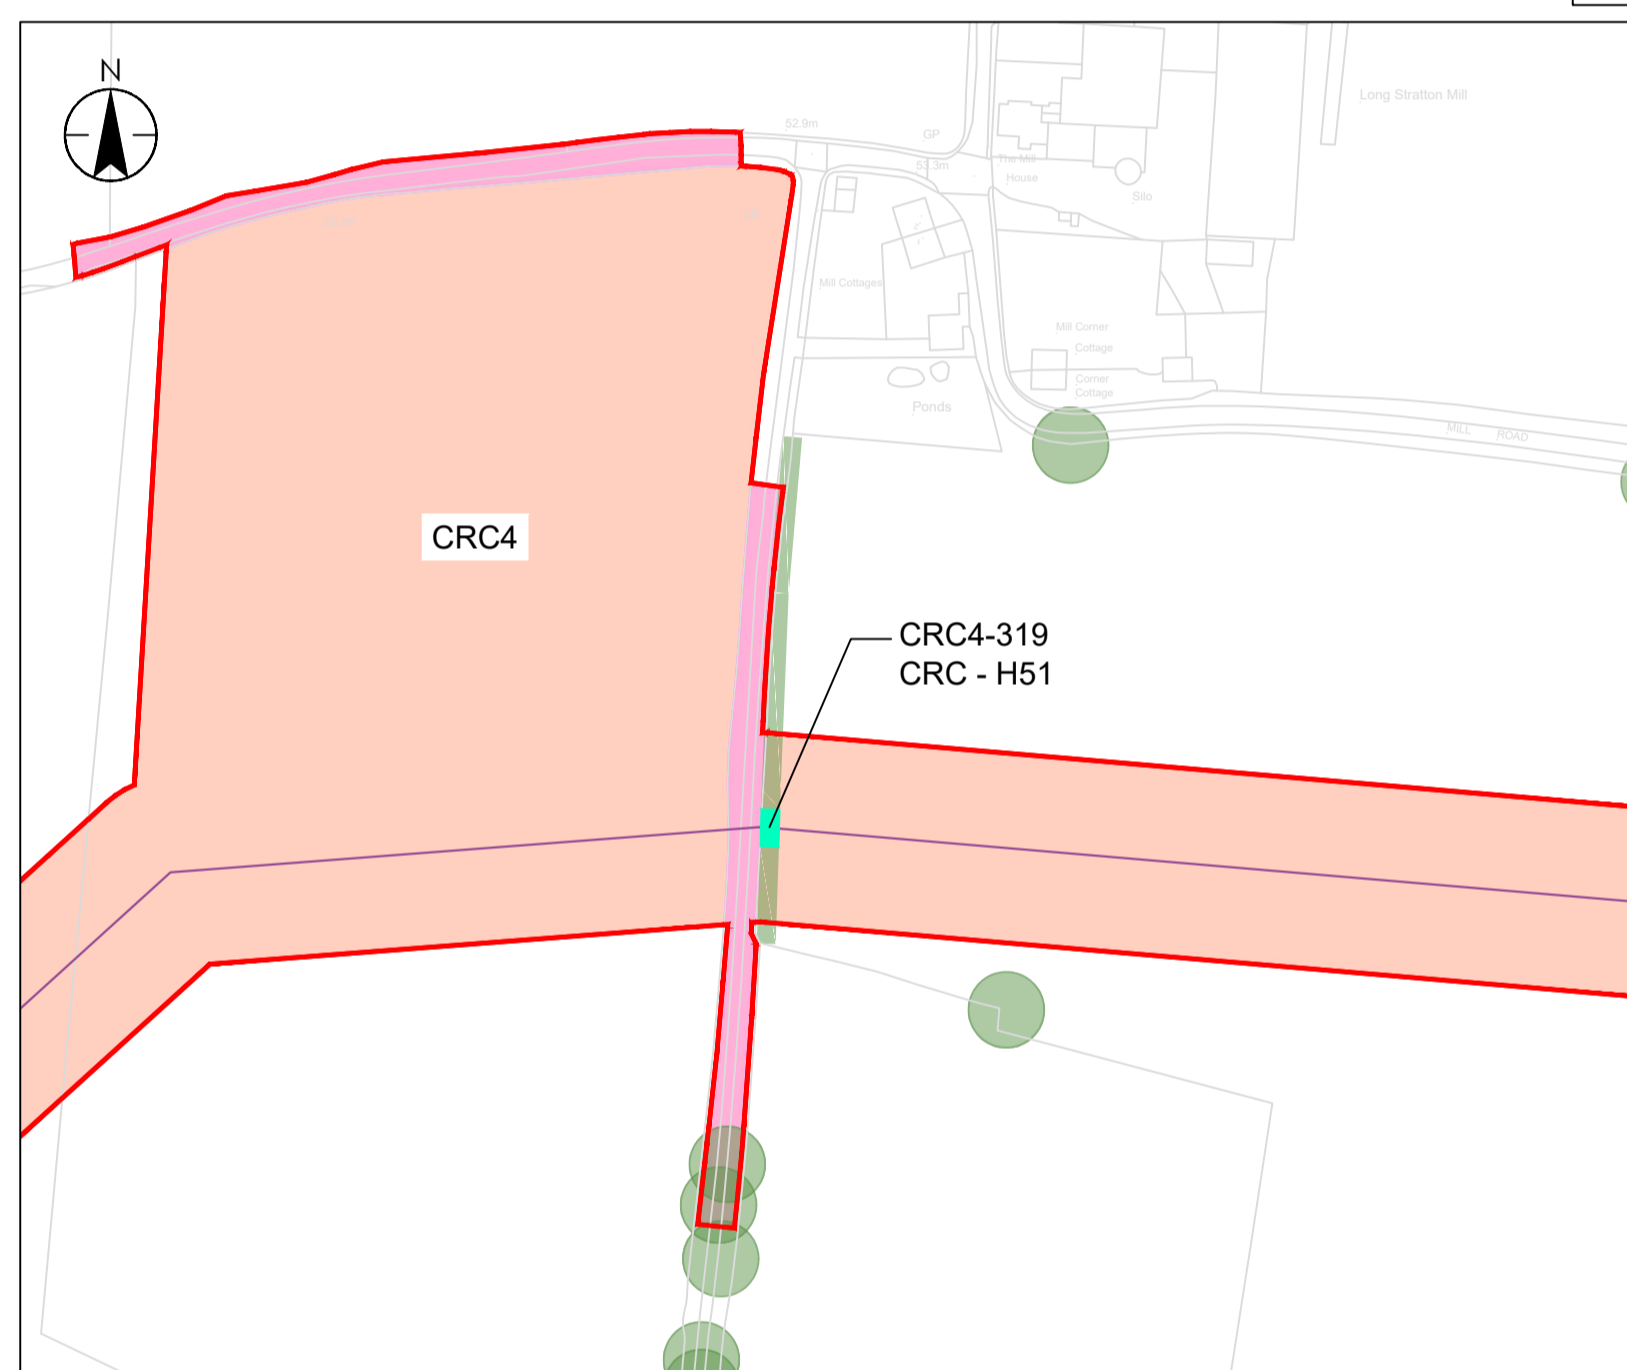 N
Long Stratton Mill
52.9m
GP
53.3m
The Mill
House
Silo
Mill Cottages
Mill Corner
Cottage
Corner
Cottage
Ponds
MILL ROAD
CRC4
CRC4-319
CRC - H51